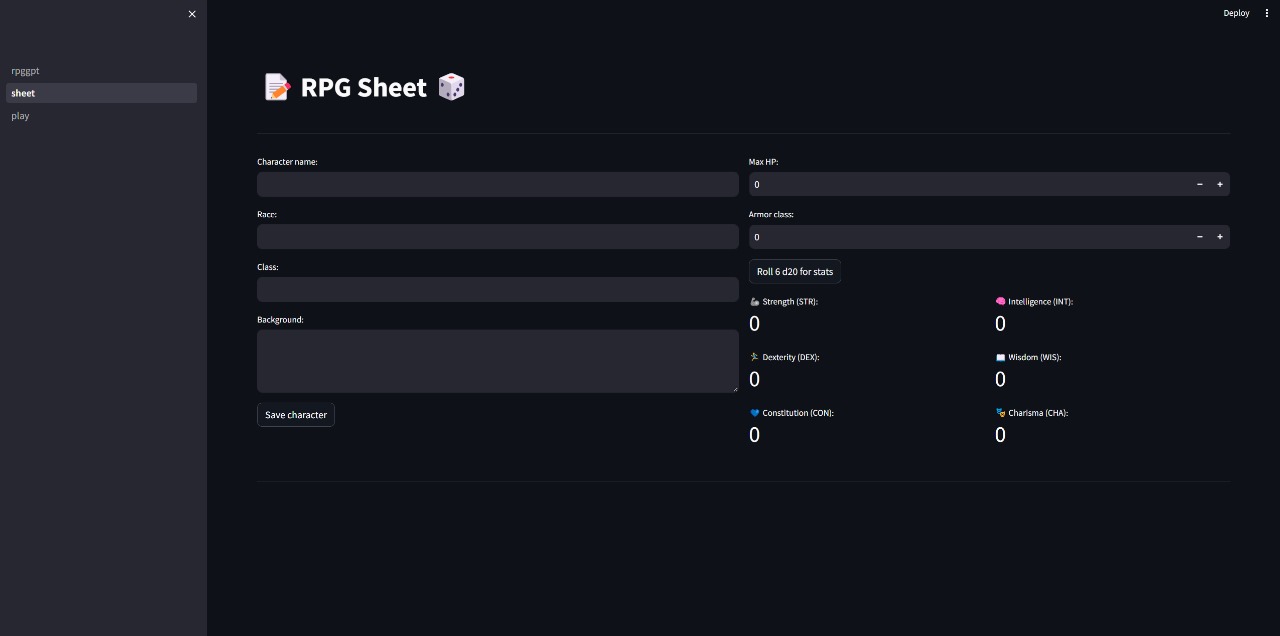 Deploy
rpggpt
sheet
play
RPG Sheet
Character name:
Race:
Class:
Background:
Save character
Max HP:
0
Armor class:
0
Roll 6 d20 for stats
Strength (STR):
0
Intelligence (INT):
0
Dexterity (DEX):
0
Wisdom (WIS):
0
Constitution (CON):
0
Charisma (CHA):
0